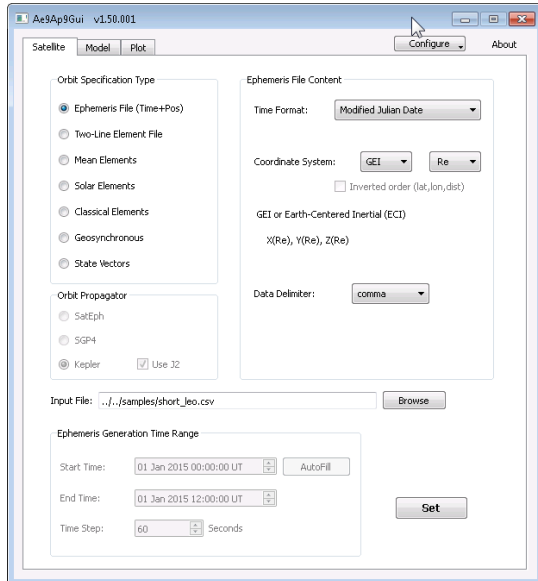 Ae9Ap9Gui v1.50.001
Satellite Model Plot Configure About
Orbit Specification Type
Ephemeris File (Time+Pos)
Two-Line Element File
Mean Elements
Solar Elements
Classical Elements
Geosynchronous
State Vectors
Ephemeris File Content
Time Format: Modified Julian Date
Coordinate System: GEI Re
Inverted order (lat,lon,dist)
GEI or Earth-Centered Inertial (ECI)
X(Re), Y(Re), Z(Re)
Data Delimiter: comma
Orbit Propagator
SatEph
SGP4
Kepler Use J2
Input File: ../../samples/short_leo.csv Browse
Ephemeris Generation Time Range
Start Time: 01 Jan 2015 00:00:00 UT AutoFill
End Time: 01 Jan 2015 12:00:00 UT
Time Step: 60 Seconds
Set